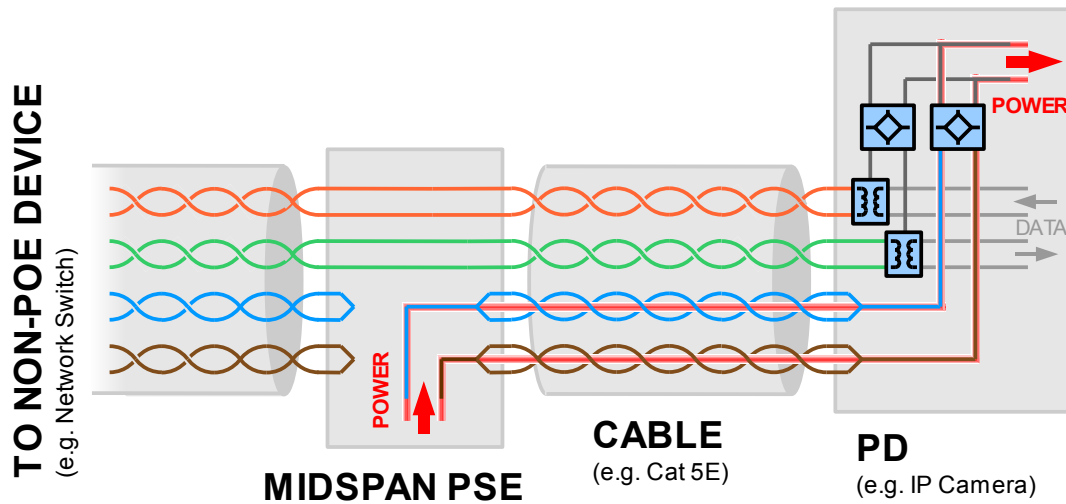 TO NON-POE DEVICE
(e.g. Network Switch)
POWER
MIDSPAN PSE
CABLE
(e.g. Cat 5E)
POWER
DATA
PD
(e.g. IP Camera)